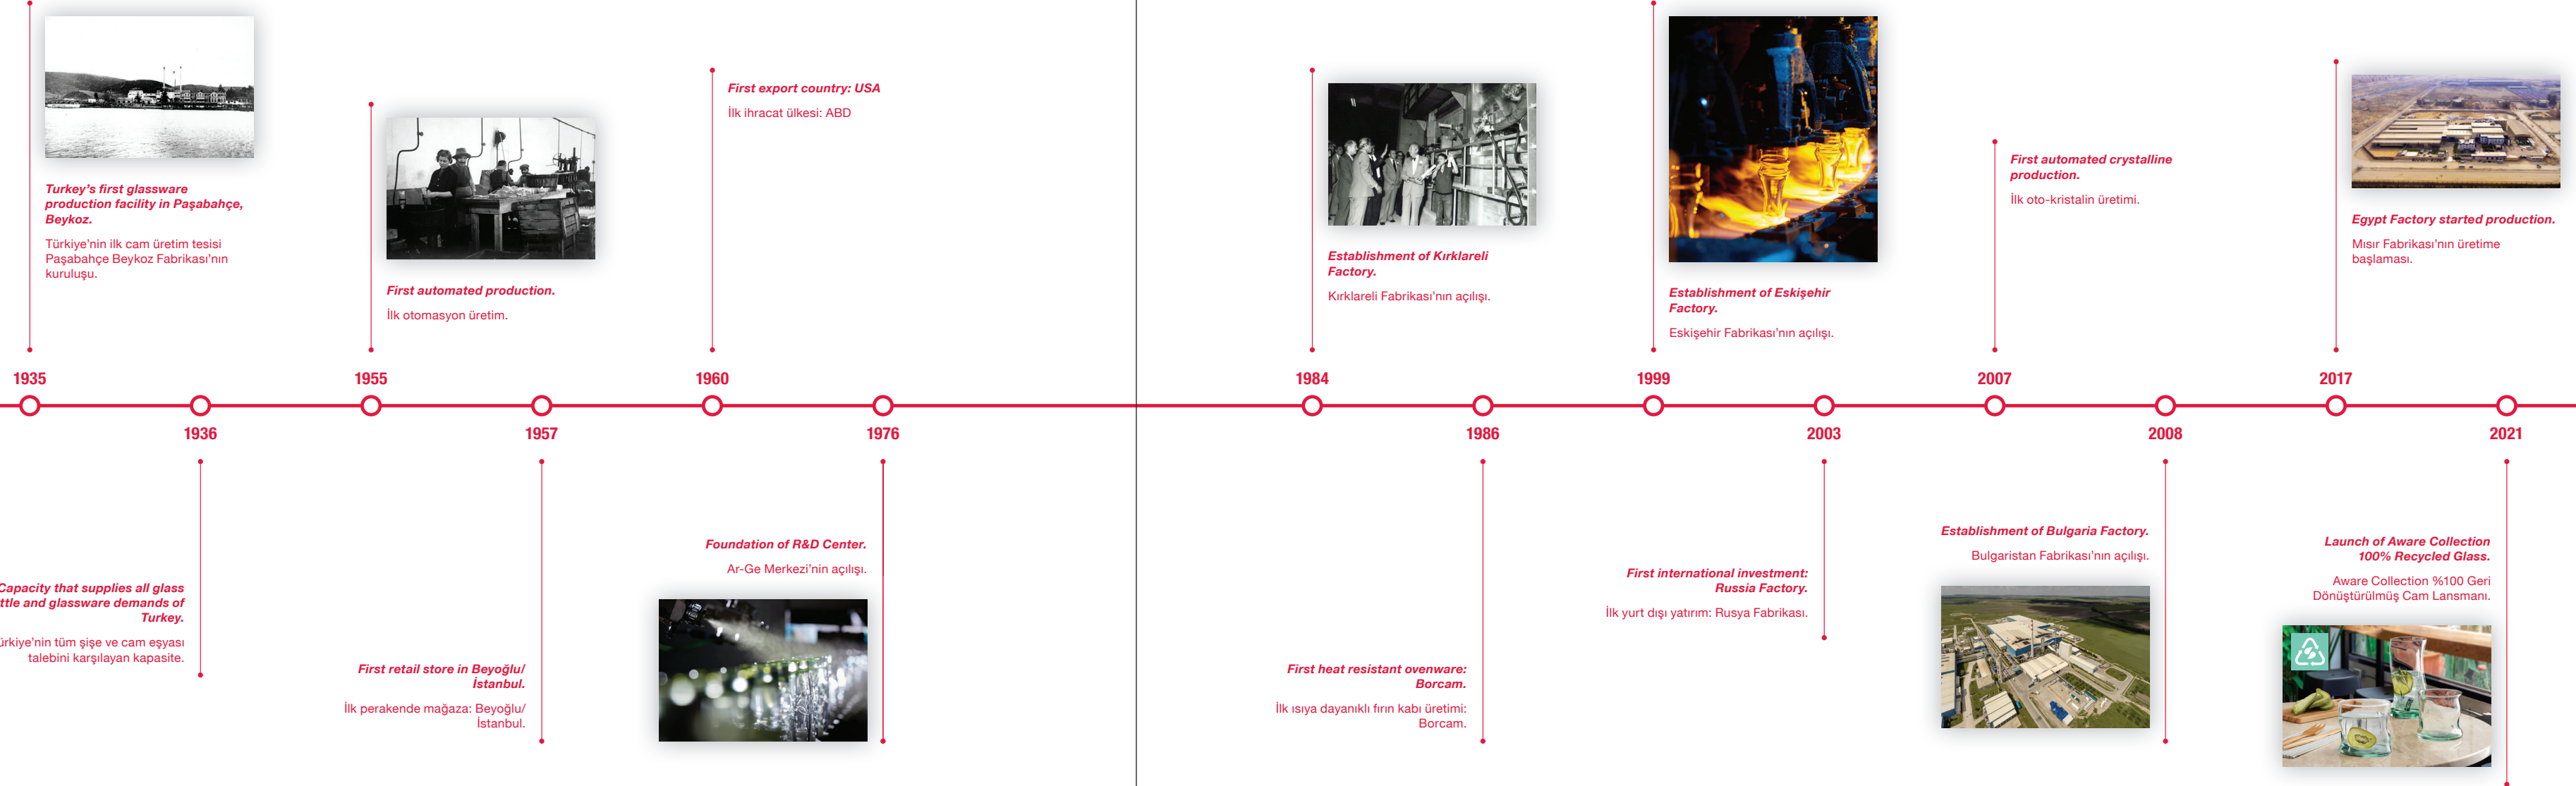 Turkey’s first glassware
production facility in Paşabahçe,
Beykoz.
Türkiye’nin ilk cam üretim tesisi
Paşabahçe Beykoz Fabrikası’nın
kuruluşu.
First automated production.
İlk otomasyon üretim.
First export country: USA
İlk ihracat ülkesi: ABD
Establishment of Kırklareli
Factory.
Kırklareli Fabrikası’nın açılışı.
Establishment of Eskişehir
Factory.
Eskişehir Fabrikası’nın açılışı.
First automated crystalline
production.
İlk oto-kristalin üretimi.
Egypt Factory started production.
Mısır Fabrikası’nın üretime
başlaması.
1935
1955
1960
1984
1999
2007
2017
1936
1957
1976
1986
2003
2008
2021
Capacity that supplies all glass
ttle and glassware demands of
Turkey.
ürkiye’nin tüm şişe ve cam eşyası
talebini karşılayan kapasite.
First retail store in Beyoğlu/
İstanbul.
İlk perakende mağaza: Beyoğlu/
İstanbul.
Foundation of R&D Center.
Ar-Ge Merkezi’nin açılışı.
First heat resistant ovenware:
Borcam.
İlk ısıya dayanıklı fırın kabı üretimi:
Borcam.
First international investment:
Russia Factory.
İlk yurt dışı yatırım: Rusya Fabrikası.
Establishment of Bulgaria Factory.
Bulgaristan Fabrikası’nın açılışı.
Launch of Aware Collection
100% Recycled Glass.
Aware Collection %100 Geri
Dönüştürülmüş Cam Lansmanı.